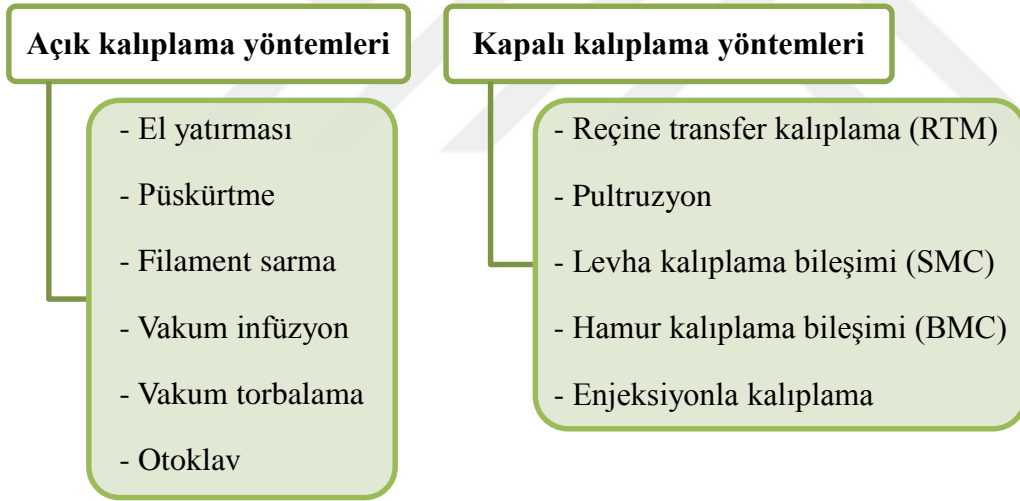 Açık kalıplama yöntemleri
- El yatırması
- Püskürtme
- Filament sarma
- Vakum infüzyon
- Vakum torbalama
- Otoklav
Kapalı kalıplama yöntemleri
- Reçine transfer kalıplama (RTM)
- Pultruzyon
- Levha kalıplama bileşimi (SMC)
- Hamur kalıplama bileşimi (BMC)
- Enjeksiyonla kalıplama